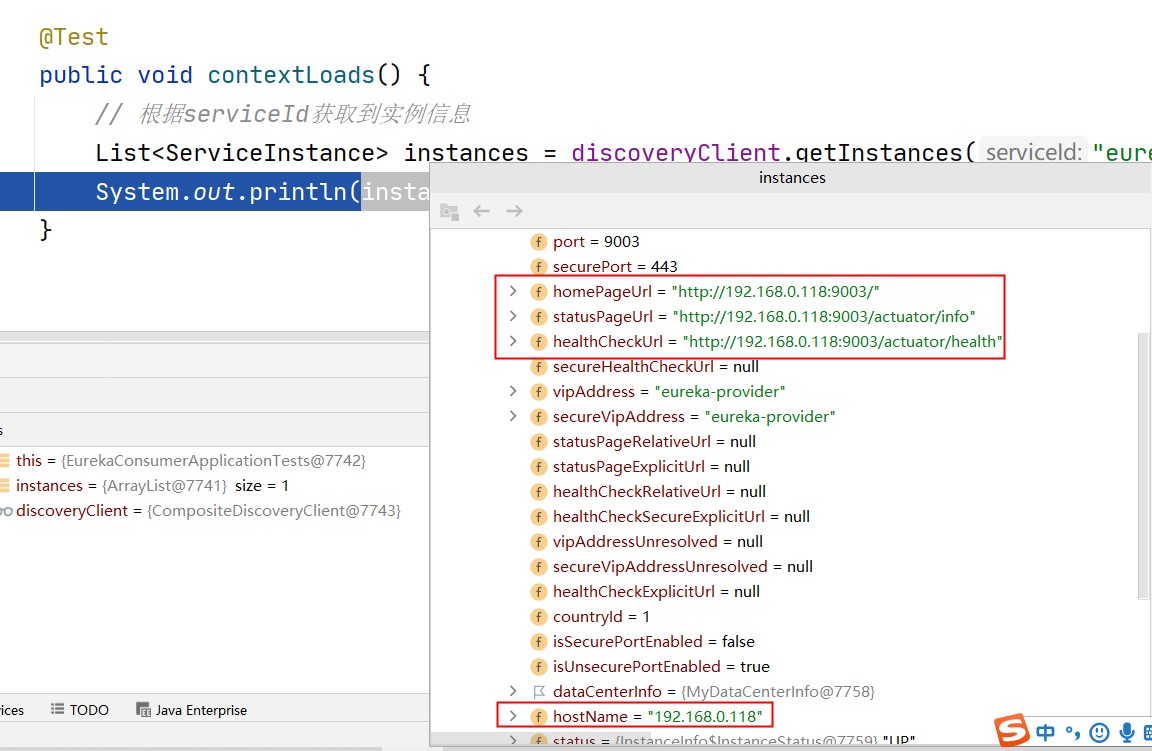 @Test
public void contextLoads() {
// 根据serviceId获取到实例信息
List<ServiceInstance> instances = discoveryClient.getInstances( serviceId: "eure
System.out.println(insta
}
instances
port = 9003
securePort = 443
homePageUrl = "http://192.168.0.118:9003/"
statusPageUrl = "http://192.168.0.118:9003/actuator/info"
healthCheckUrl = "http://192.168.0.118:9003/actuator/health"
secureHealthCheckUrl = null
vipAddress = "eureka-provider"
secureVipAddress = "eureka-provider"
statusPageRelativeUrl = null
statusPageExplicitUrl = null
healthCheckRelativeUrl = null
healthCheckSecureExplicitUrl = null
vipAddressUnresolved = null
secureVipAddressUnresolved = null
healthCheckExplicitUrl = null
countryId = 1
isSecurePortEnabled = false
isUnsecurePortEnabled = true
dataCenterInfo = {MyDataCenterInfo@7758}
hostName = "192.168.0.118"
status = {InstanceInfo$InstanceStatus@7759} "UP"
s
this = {EurekaConsumerApplicationTests@7742}
instances = {ArrayList@7741} size = 1
discoveryClient = {CompositeDiscoveryClient@7743}
ices
TODO
Java Enterprise
S 中